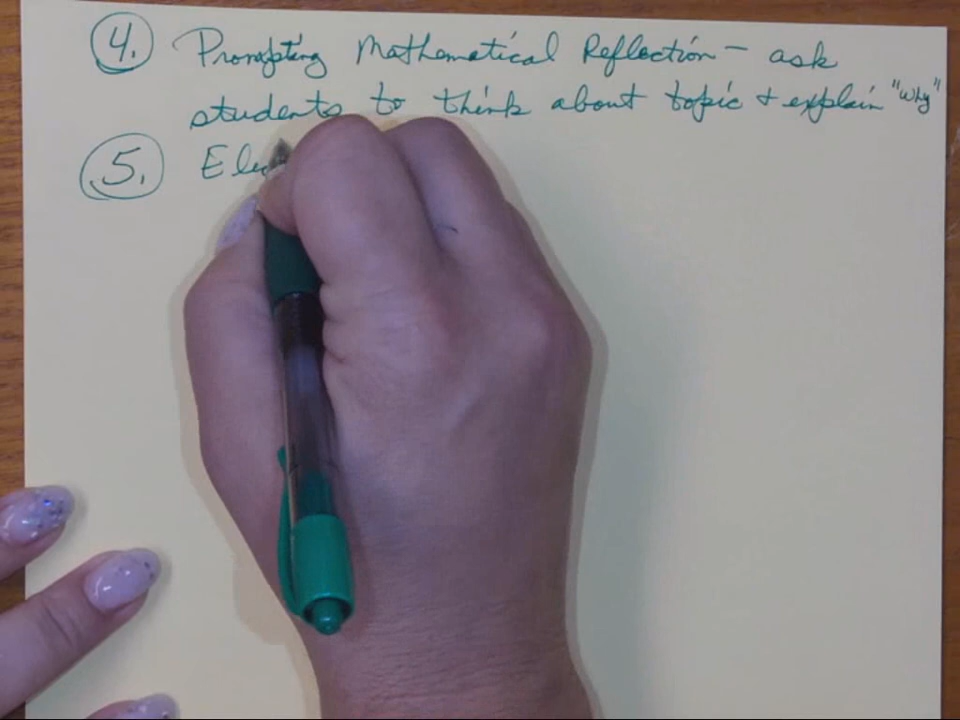 4. Prompting Mathematical Reflection - ask
students to think about topic + explain "why"
5.